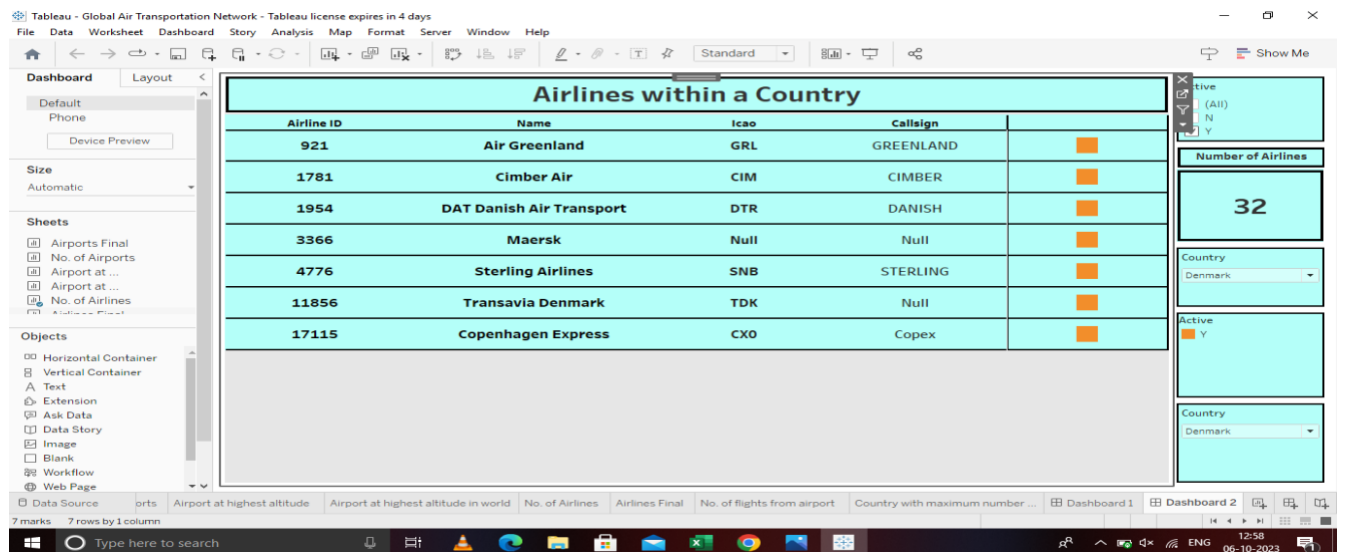 Tableau - Global Air Transportation Network - Tableau license expires in 4 days
File Data Worksheet Dashboard Story Analysis Map Format Server Window Help
Standard Show Me
Dashboard Layout
Default
Phone
Device Preview
Size
Automatic
Sheets
Airports Final
No. of Airports
Airport at ...
Airport at ...
No. of Airlines
Airlines Final
Objects
Horizontal Container
Vertical Container
Text
Extension
Ask Data
Data Story
Image
Blank
Workflow
Web Page
Airlines within a Country
Airline ID Name Icao Callsign
921 Air Greenland GRL GREENLAND
1781 Cimber Air CIM CIMBER
1954 DAT Danish Air Transport DTR DANISH
3366 Maersk Null Null
4776 Sterling Airlines SNB STERLING
11856 Transavia Denmark TDK Null
17115 Copenhagen Express CX0 Copex
tive
(All)
N
Y
Number of Airlines
32
Country
Denmark
Active
Y
Country
Denmark
Data Source orts Airport at highest altitude Airport at highest altitude in world No. of Airlines Airlines Final No. of flights from airport Country with maximum number ... Dashboard 1 Dashboard 2
7 marks 7 rows by 1 column
Type here to search ENG 12:58
06-10-2023